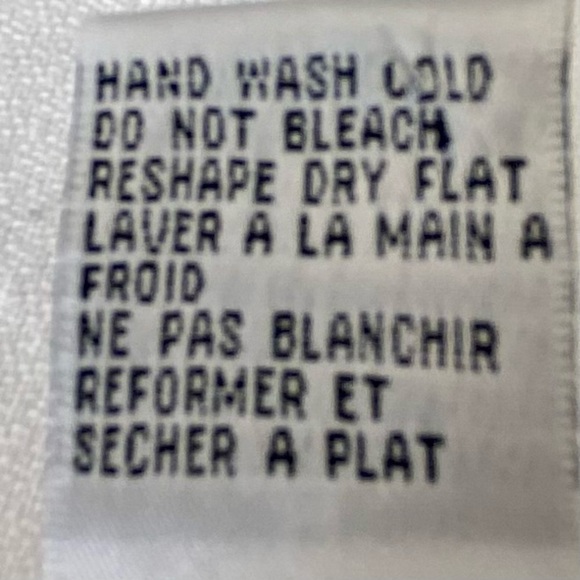 HAND WASH COLD
DO NOT BLEACH
RESHAPE DRY FLAT
LAVER A LA MAIN A
FROID
NE PAS BLANCHIR
REFORMER ET
SECHER A PLAT